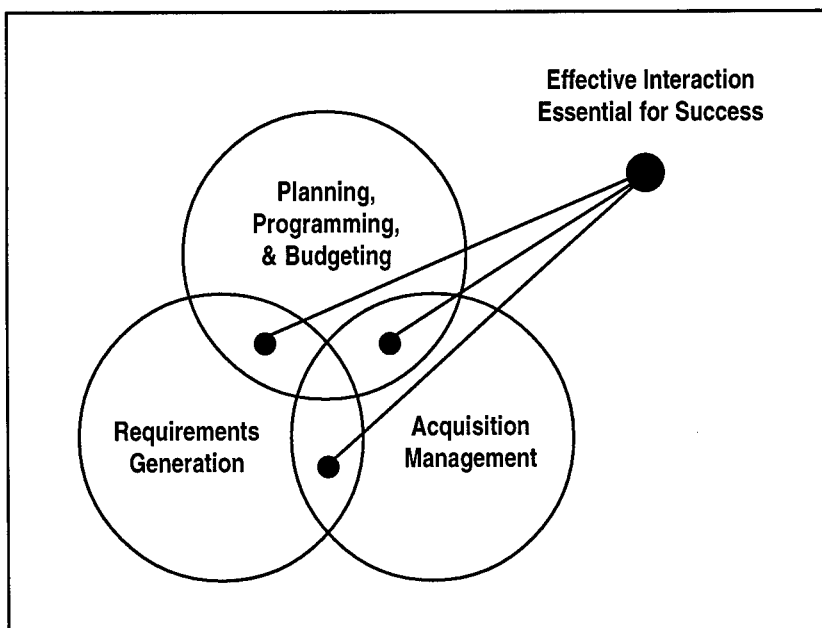 Effective Interaction
Essential for Success
Planning,
Programming,
& Budgeting
Requirements
Generation
Acquisition
Management